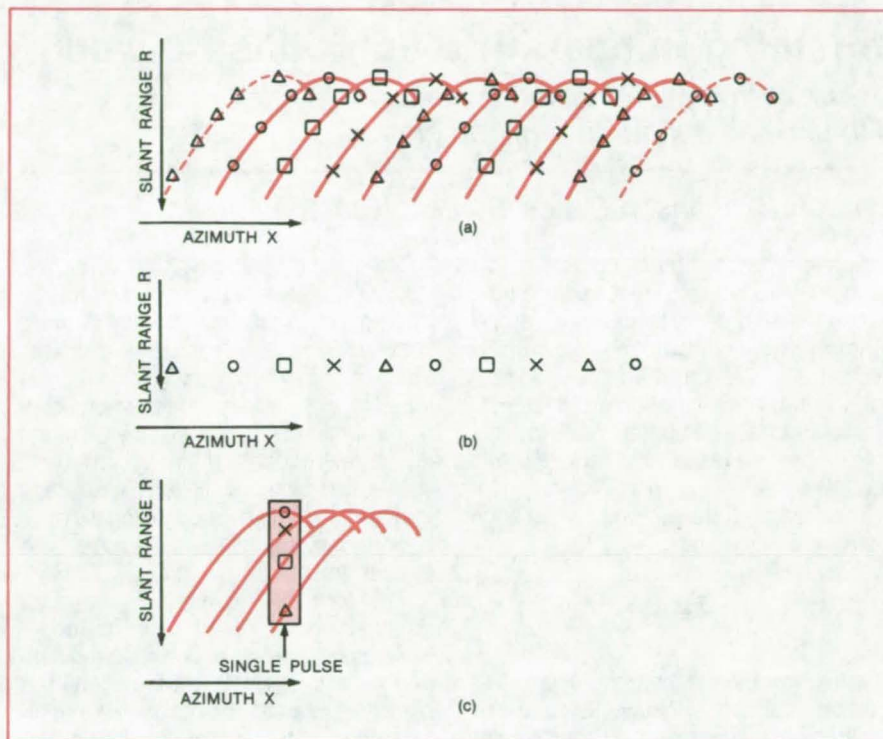 SLANT RANGE R
AZIMUTH X
(a)
SLANT RANGE R
AZIMUTH X
(b)
SLANT RANGE R
SINGLE PULSE
AZIMUTH X
(c)